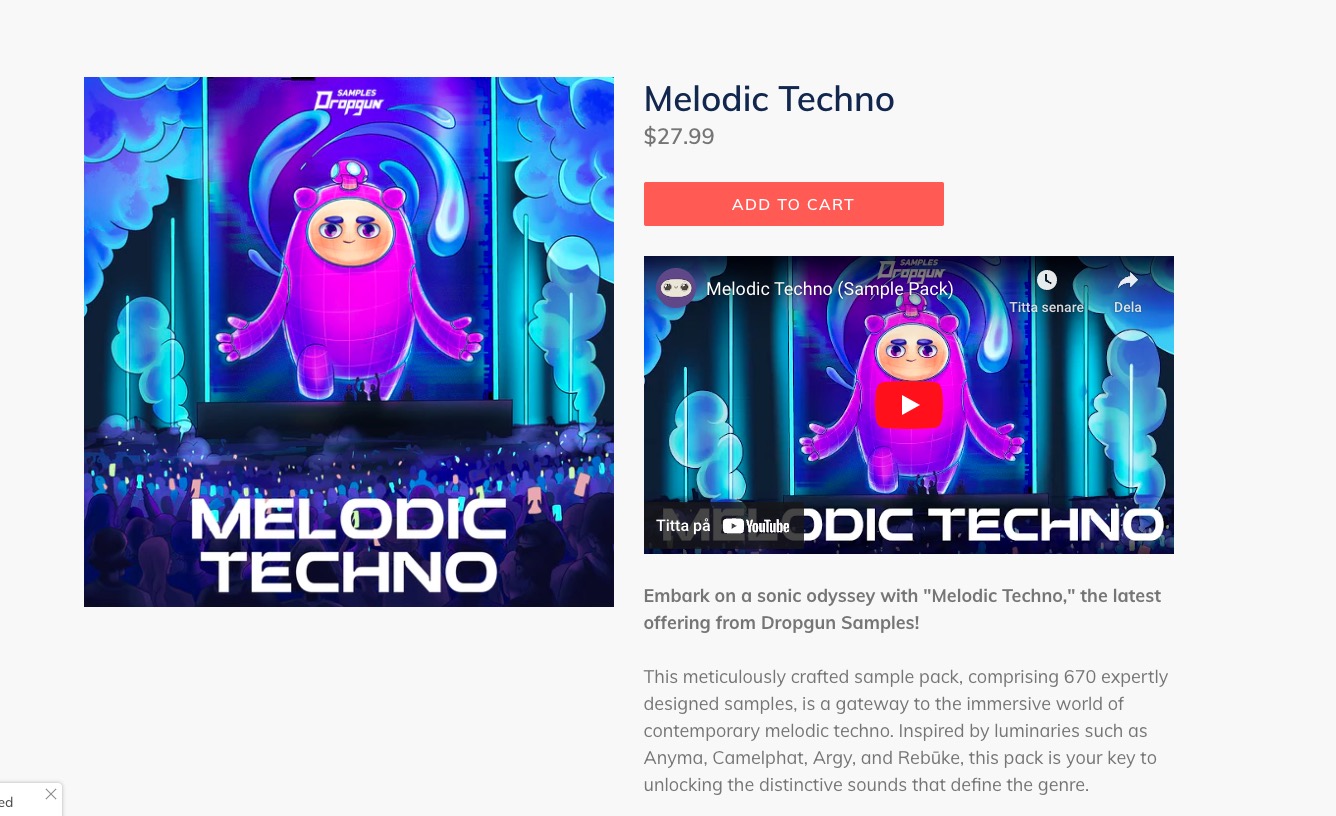 SAMPLES
Dropgun
MELODIC
TECHNO
Melodic Techno
$27.99
ADD TO CART
SAMPLES
Dropgun
Melodic Techno (Sample Pack)
Titta senare
Dela
Titta på YouTube
ODIC TECHNO
Embark on a sonic odyssey with "Melodic Techno," the latest
offering from Dropgun Samples!
This meticulously crafted sample pack, comprising 670 expertly
designed samples, is a gateway to the immersive world of
contemporary melodic techno. Inspired by luminaries such as
Anyma, Camelphat, Argy, and Rebūke, this pack is your key to
unlocking the distinctive sounds that define the genre.
ed